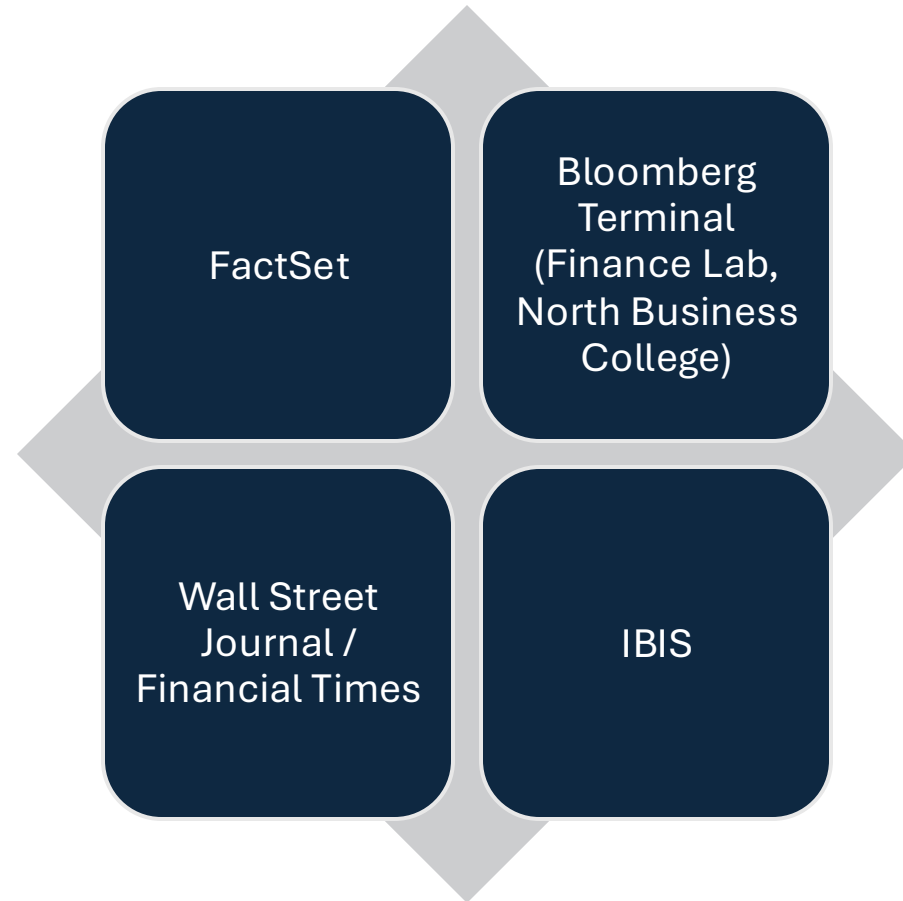 FactSet
Bloomberg
Terminal
(Finance Lab,
North Business
College)
Wall Street
Journal /
Financial Times
IBIS